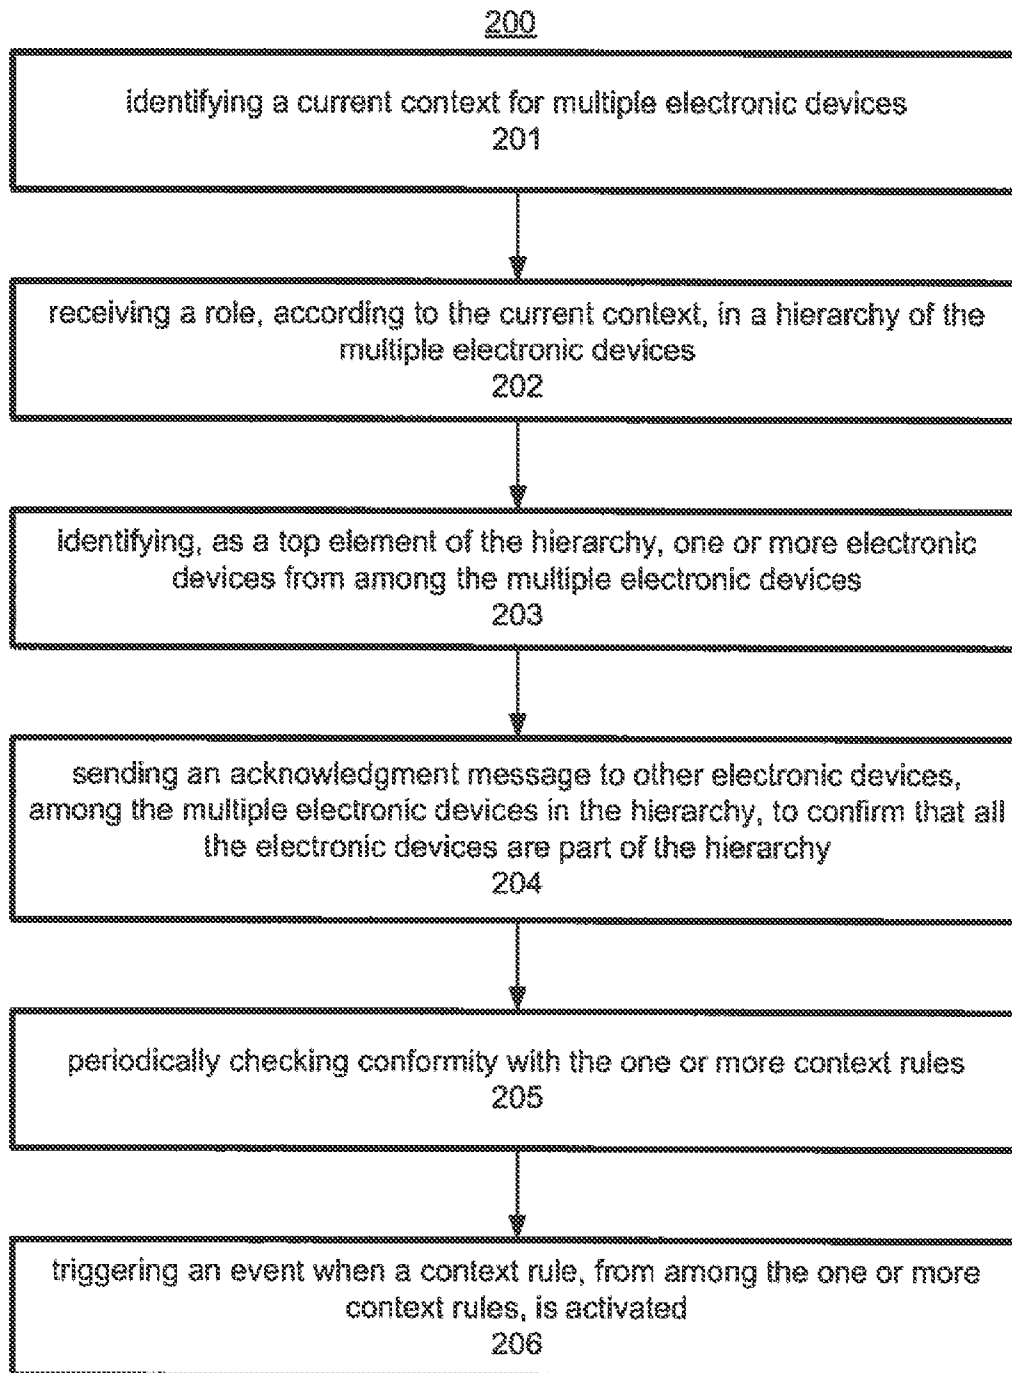 200
identifying a current context for multiple electronic devices
201
receiving a role, according to the current context, in a hierarchy of the
multiple electronic devices
202
identifying, as a top element of the hierarchy, one or more electronic
devices from among the multiple electronic devices
203
sending an acknowledgment message to other electronic devices,
among the multiple electronic devices in the hierarchy, to confirm that all
the electronic devices are part of the hierarchy
204
periodically checking conformity with the one or more context rules
205
triggering an event when a context rule, from among the one or more
context rules, is activated
206